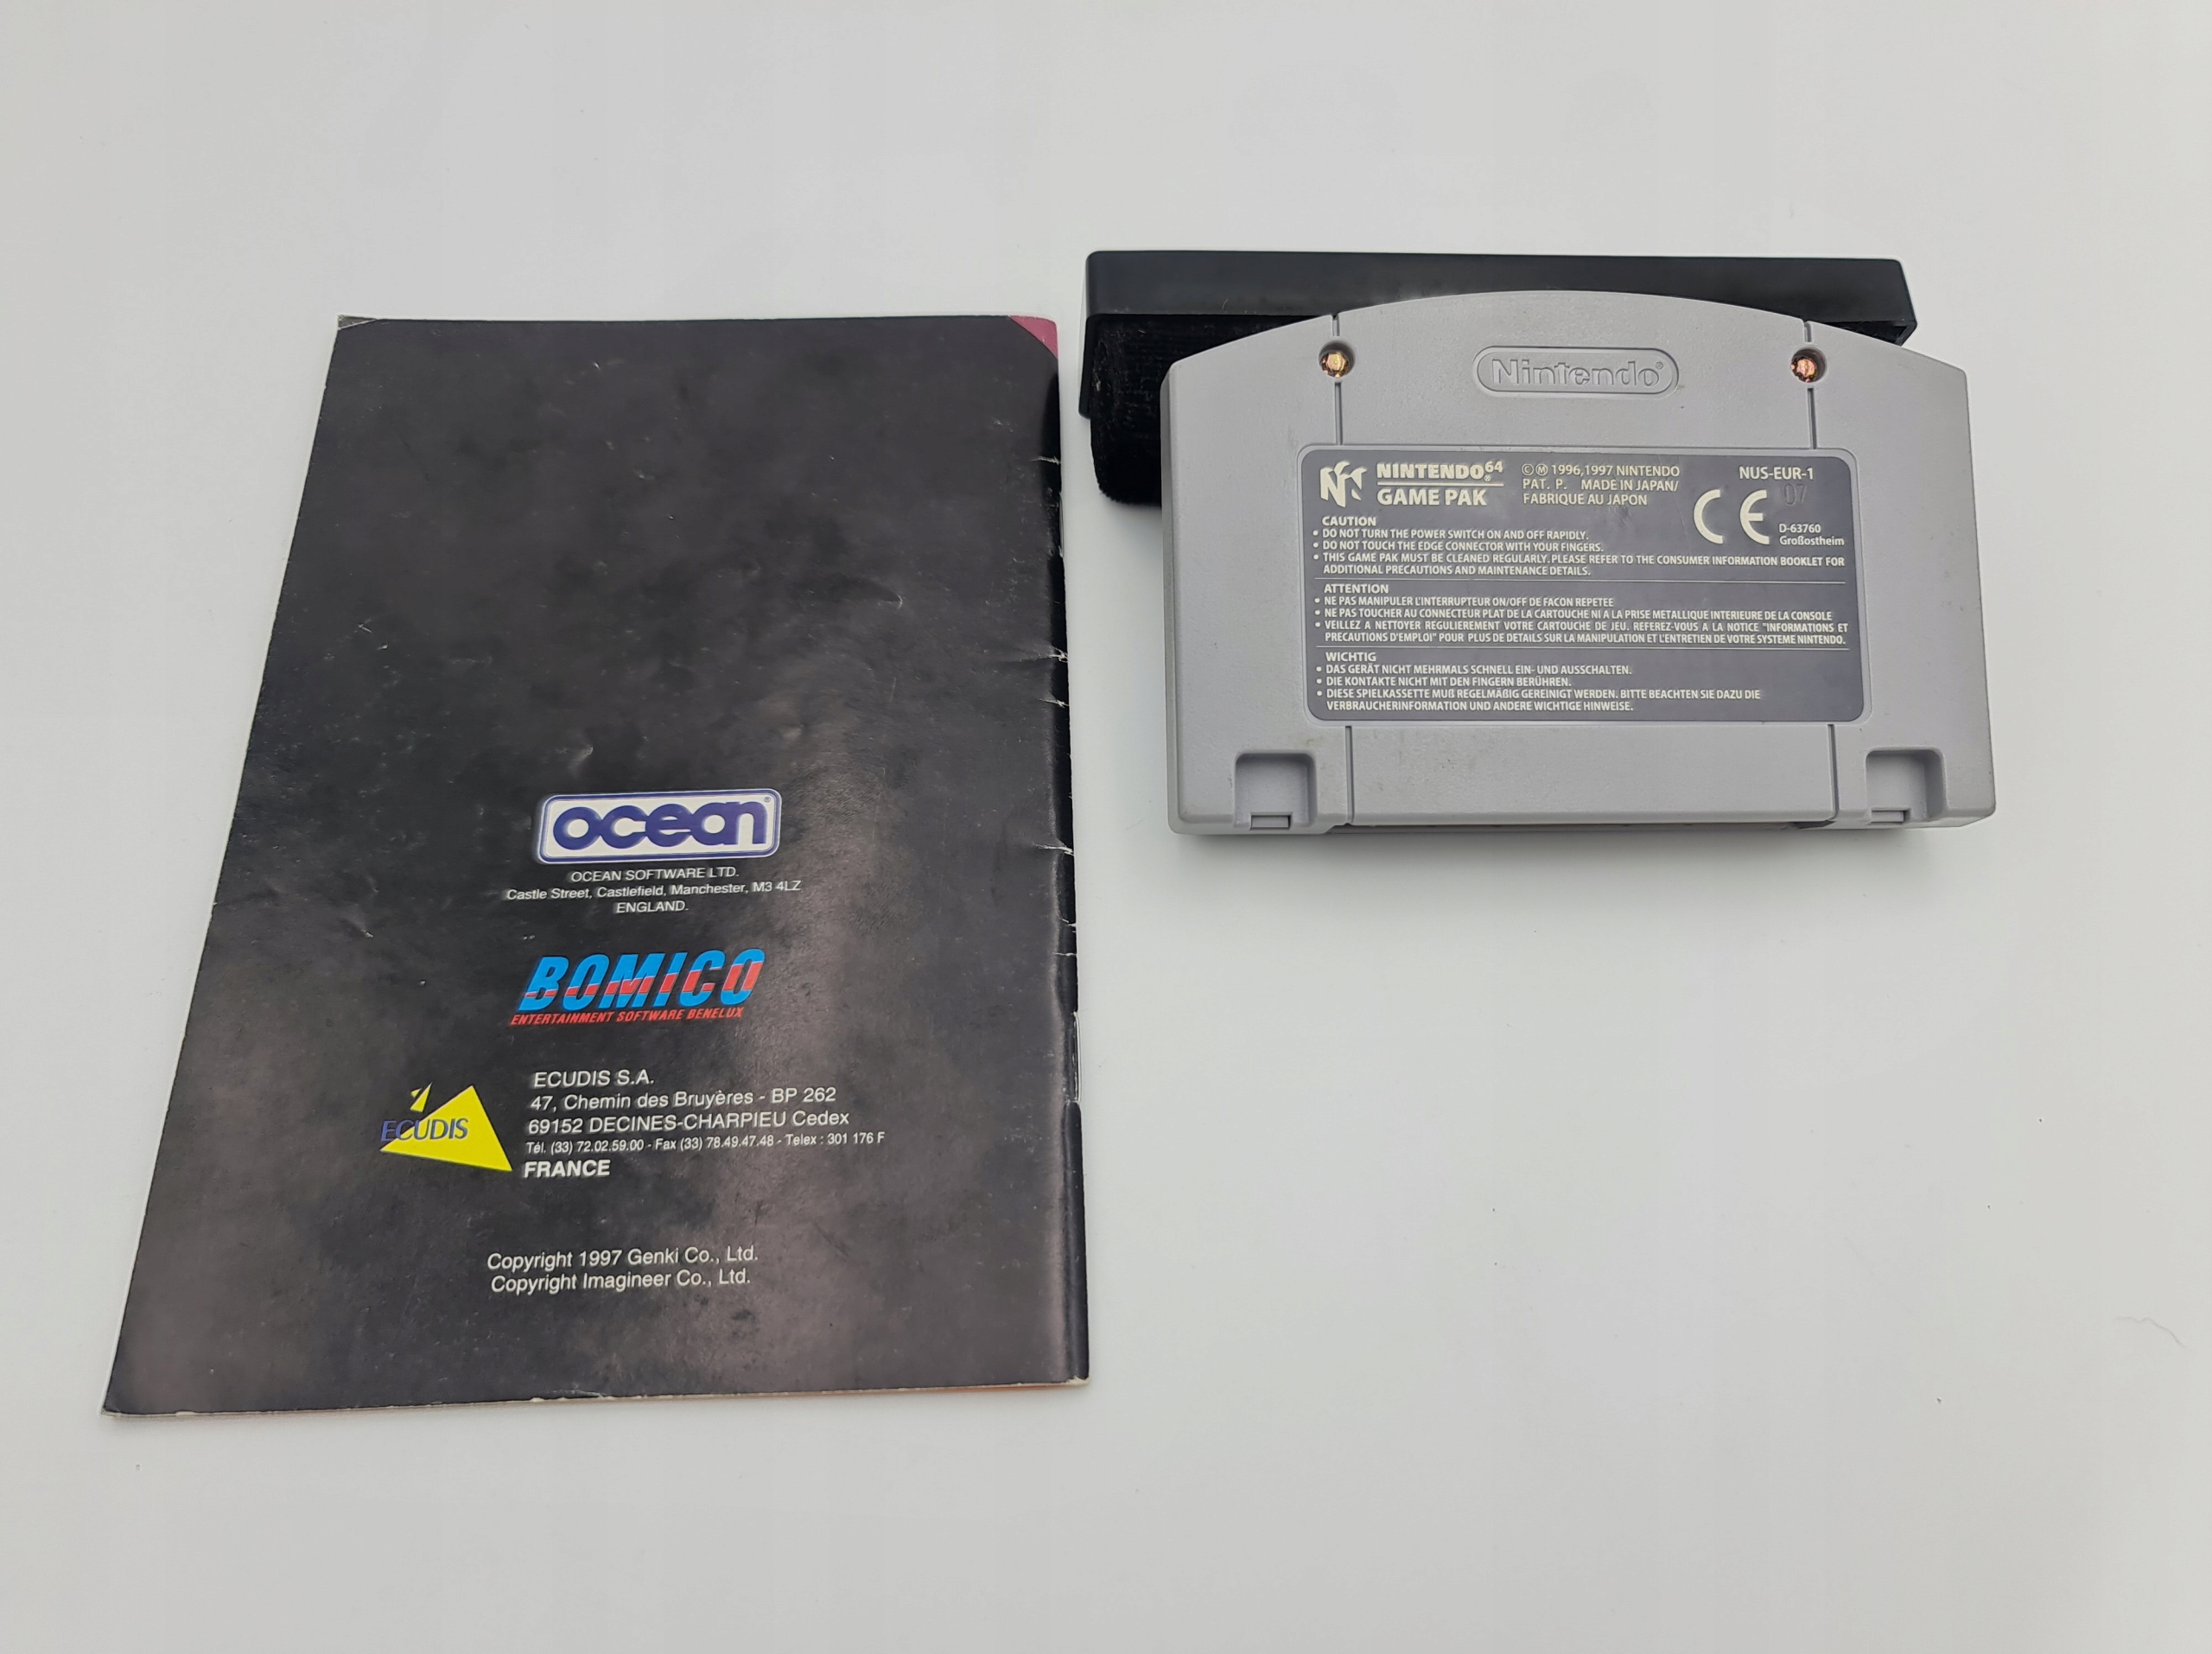 ocean®
OCEAN SOFTWARE LTD.
Castle Street, Castlefield, Manchester, M3 4LZ
ENGLAND.
BOMICO
ENTERTAINMENT SOFTWARE BENELUX
ECUDIS
ECUDIS S.A.
47, Chemin des Bruyères - BP 262
69152 DECINES-CHARPIEU Cedex
Tél. (33) 72.02.59.00 - Fax (33) 78.49.47.48 - Telex : 301 176 F
FRANCE
Copyright 1997 Genki Co., Ltd.
Copyright Imagineer Co., Ltd.
Nintendo®
NINTENDO64®
GAME PAK
©Ⓜ 1996,1997 NINTENDO
PAT. P. MADE IN JAPAN/
FABRIQUE AU JAPON
NUS-EUR-1
07
CE
D-63760
Großostheim
CAUTION
• DO NOT TURN THE POWER SWITCH ON AND OFF RAPIDLY.
• DO NOT TOUCH THE EDGE CONNECTOR WITH YOUR FINGERS.
• THIS GAME PAK MUST BE CLEANED REGULARLY. PLEASE REFER TO THE CONSUMER INFORMATION BOOKLET FOR
ADDITIONAL PRECAUTIONS AND MAINTENANCE DETAILS.
ATTENTION
• NE PAS MANIPULER L'INTERRUPTEUR ON/OFF DE FACON REPETEE
• NE PAS TOUCHER AU CONNECTEUR PLAT DE LA CARTOUCHE NI A LA PRISE METALLIQUE INTERIEURE DE LA CONSOLE
• VEILLEZ A NETTOYER REGULIEREMENT VOTRE CARTOUCHE DE JEU. REFEREZ-VOUS A LA NOTICE "INFORMATIONS ET
PRECAUTIONS D'EMPLOI" POUR PLUS DE DETAILS SUR LA MANIPULATION ET L'ENTRETIEN DE VOTRE SYSTEME NINTENDO.
WICHTIG
• DAS GERÄT NICHT MEHRMALS SCHNELL EIN- UND AUSSCHALTEN.
• DIE KONTAKTE NICHT MIT DEN FINGERN BERÜHREN.
• DIESE SPIELKASSETTE MUß REGELMÄßIG GEREINIGT WERDEN. BITTE BEACHTEN SIE DAZU DIE
VERBRAUCHERINFORMATION UND ANDERE WICHTIGE HINWEISE.